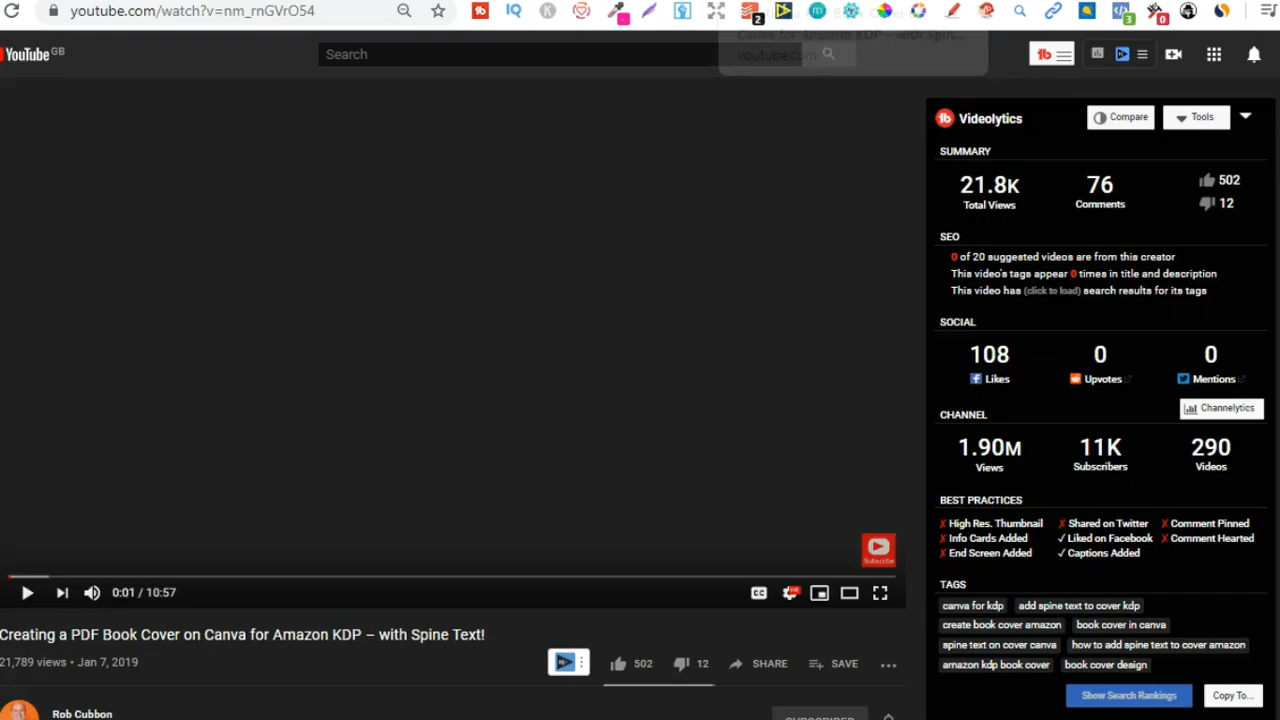 youtube.com/watch?v=nm_rnGVrO54
2
3
0
YouTube GB
Search
youtube.com
Videolytics
Compare
Tools
SUMMARY
21.8K
Total Views
76
Comments
502
12
SEO
0 of 20 suggested videos are from this creator
This video's tags appear 0 times in title and description
This video has (click to load) search results for its tags
SOCIAL
108
Likes
0
Upvotes
0
Mentions
Channelytics
CHANNEL
1.90M
Views
11K
Subscribers
290
Videos
BEST PRACTICES
✗ High Res. Thumbnail
✗ Shared on Twitter
✗ Comment Pinned
✗ Info Cards Added
✓ Liked on Facebook
✗ Comment Hearted
✗ End Screen Added
✓ Captions Added
TAGS
canva for kdp
add spine text to cover kdp
create book cover amazon
book cover in canva
spine text on cover canva
how to add spine text to cover amazon
amazon kdp book cover
book cover design
Show Search Rankings
Copy To...
Subscribe
0:01 / 10:57
CC
Creating a PDF Book Cover on Canva for Amazon KDP – with Spine Text!
21,789 views • Jan 7, 2019
502
12
SHARE
SAVE
Rob Cubbon
SUBSCRIBED